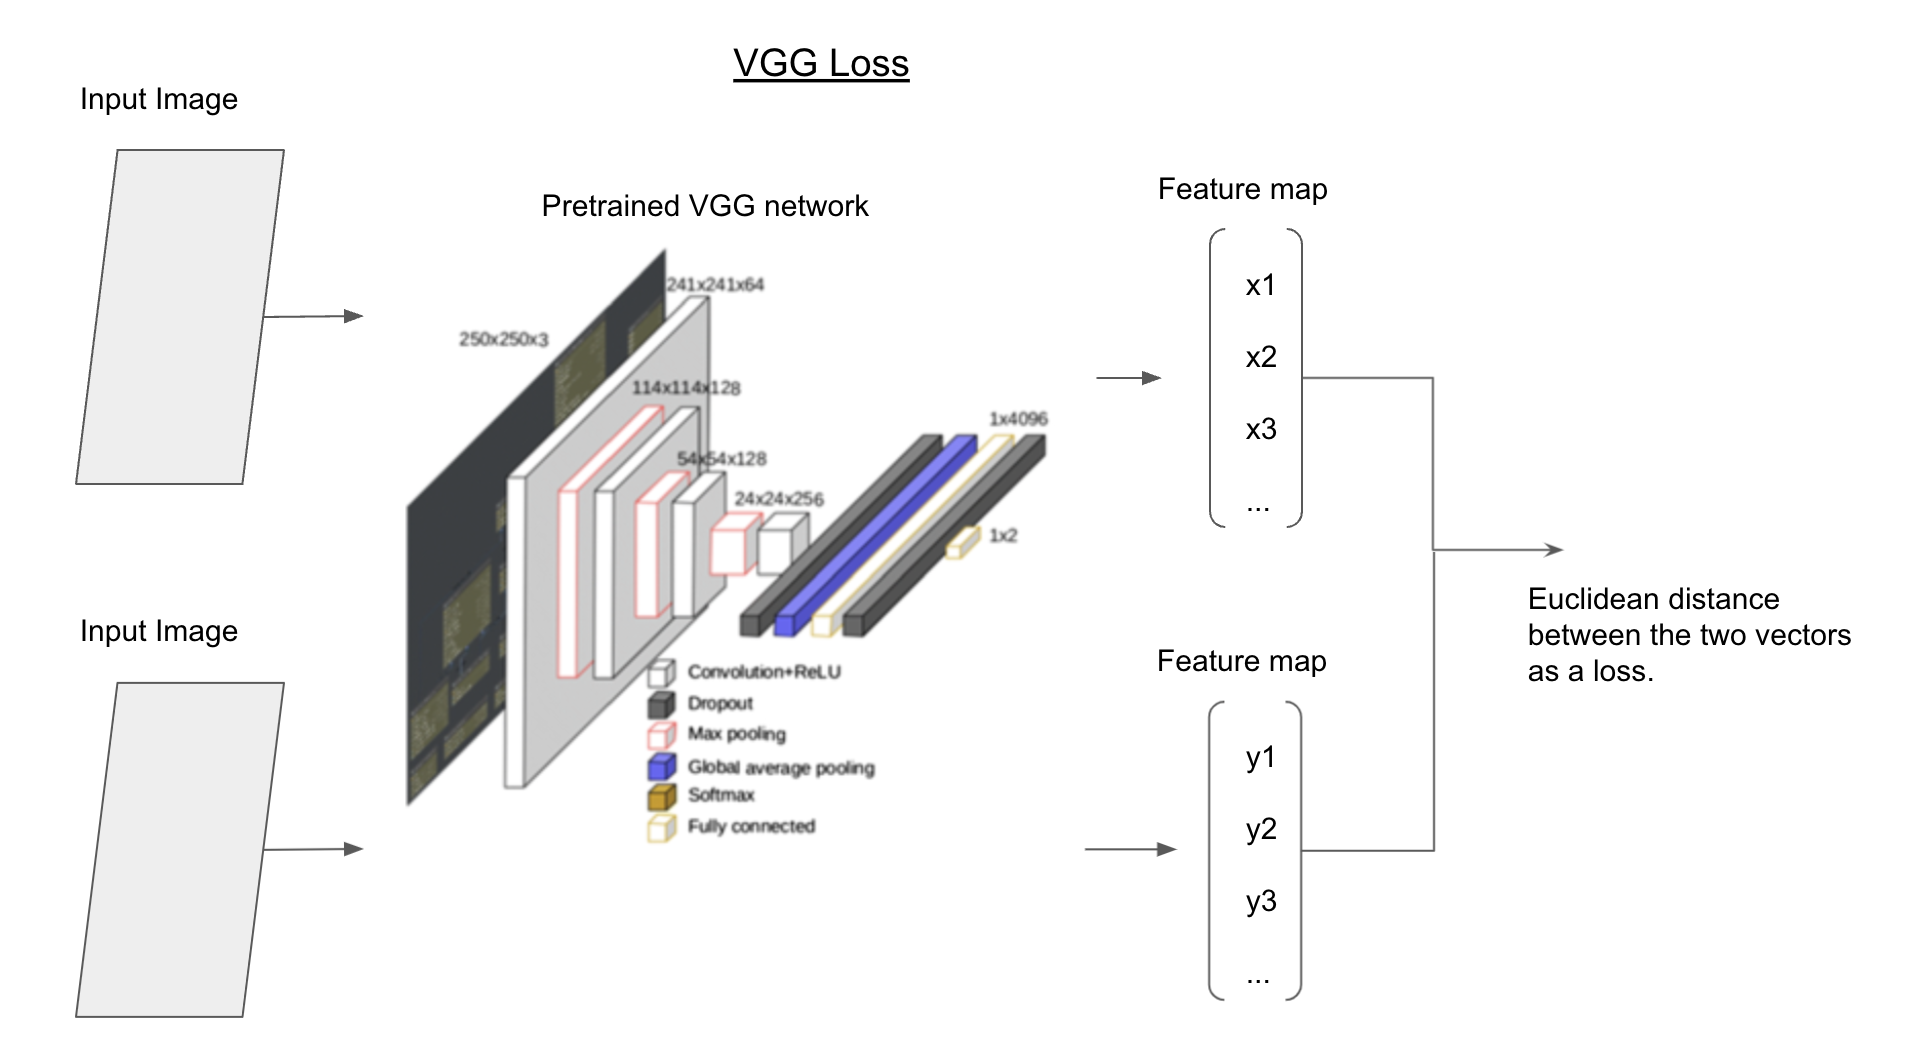 VGG Loss
Input Image
Pretrained VGG network
Feature map
241x241x64
250x250x3
114x114x128
54x54x128
24x24x256
1x4096
1x2
x1
x2
x3
...
Input Image
Convolution+ReLU
Dropout
Max pooling
Global average pooling
Softmax
Fully connected
Feature map
y1
y2
y3
...
Euclidean distance
between the two vectors
as a loss.